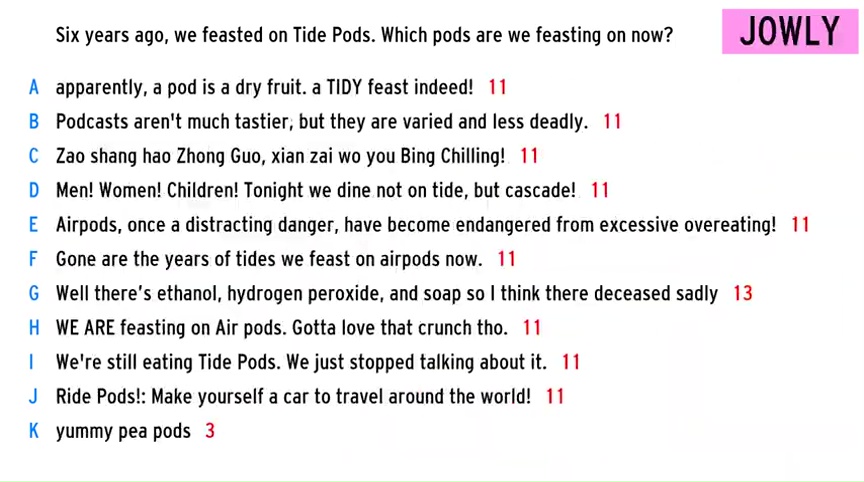 Six years ago, we feasted on Tide Pods. Which pods are we feasting on now?
JOWLY
A apparently, a pod is a dry fruit. a TIDY feast indeed! 11
B Podcasts aren't much tastier, but they are varied and less deadly. 11
C Zao shang hao Zhong Guo, xian zai wo you Bing Chilling! 11
D Men! Women! Children! Tonight we dine not on tide, but cascade! 11
E Airpods, once a distracting danger, have become endangered from excessive overeating! 11
F Gone are the years of tides we feast on airpods now. 11
G Well there's ethanol, hydrogen peroxide, and soap so I think there deceased sadly 13
H WE ARE feasting on Air pods. Gotta love that crunch tho. 11
I We're still eating Tide Pods. We just stopped talking about it. 11
J Ride Pods!: Make yourself a car to travel around the world! 11
K yummy pea pods 3